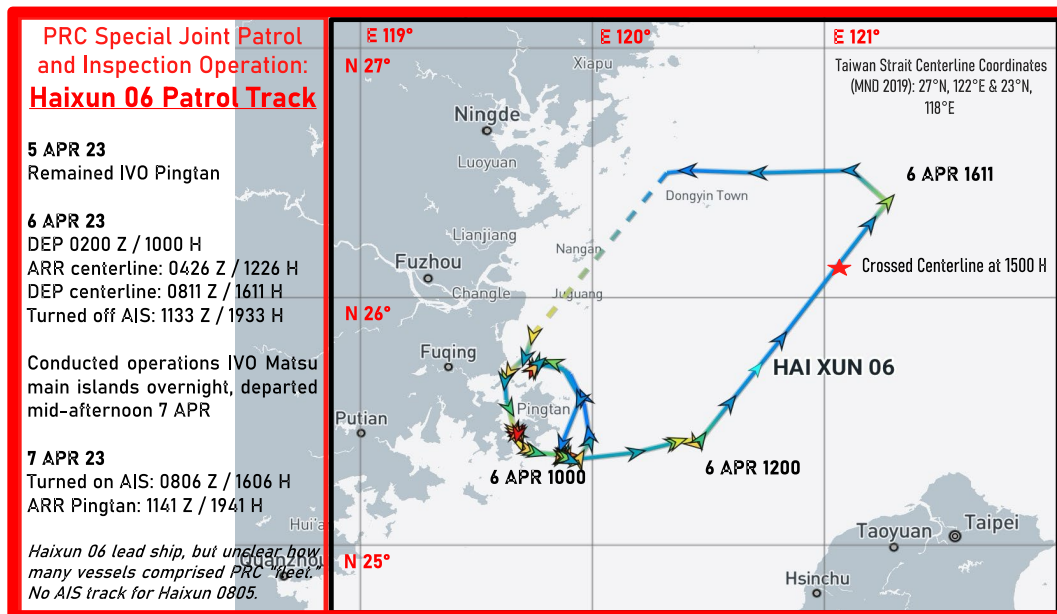 PRC Special Joint Patrol
and Inspection Operation:
Haixun 06 Patrol Track
5 APR 23
Remained IVO Pingtan
6 APR 23
DEP 0200 Z / 1000 H
ARR centerline: 0426 Z / 1226 H
DEP centerline: 0811 Z / 1611 H
Turned off AIS: 1133 Z / 1933 H
Conducted operations IVO Matsu
main islands overnight, departed
mid-afternoon 7 APR
7 APR 23
Turned on AIS: 0806 Z / 1606 H
ARR Pingtan: 1141 Z / 1941 H
Haixun 06 lead ship, but unclear how
many vessels comprised PRC "fleet."
No AIS track for Haixun 0805.
E 119°
E 120°
E 121°
N 27°
Xiapu
Taiwan Strait Centerline Coordinates
(MND 2019): 27°N, 122°E & 23°N,
118°E
Ningde
Luoyuan
6 APR 1611
Dongyin Town
Lianjiang
Nangan
Fuzhou
Crossed Centerline at 1500 H
Changle
Juguang
N 26°
Fuqing
HAI XUN 06
Pingtan
Putian
6 APR 1000
6 APR 1200
Hui'a
Taoyuan
Taipei
Quanzhou
N 25°
Hsinchu